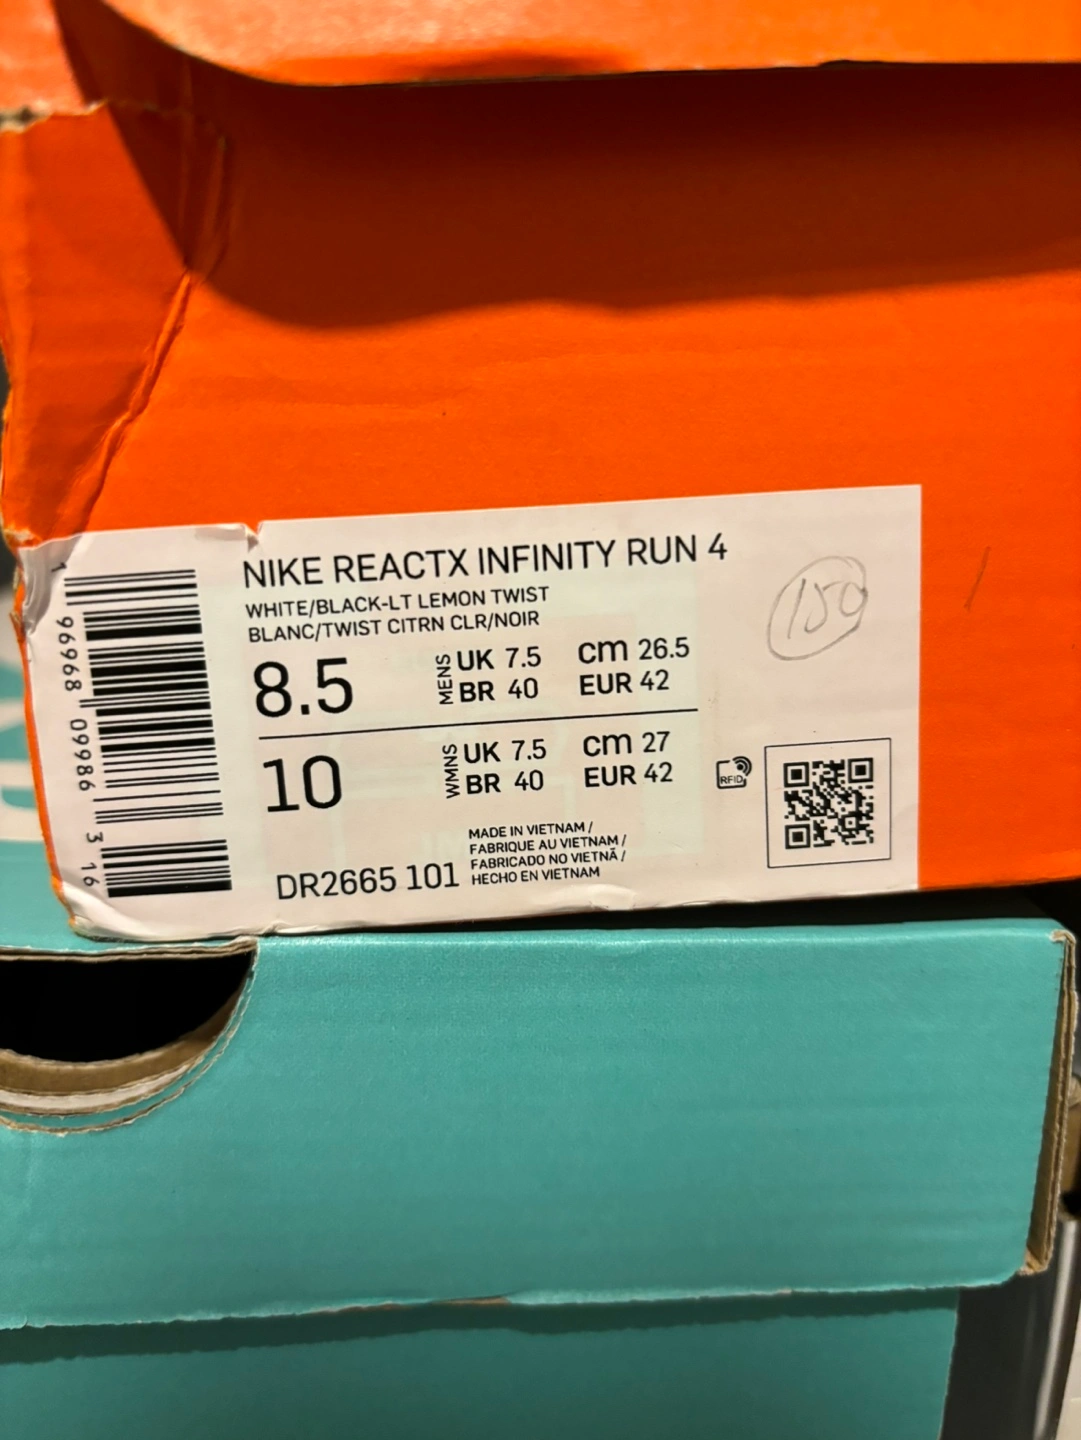 NIKE REACTX INFINITY RUN 4
WHITE/BLACK-LT LEMON TWIST
BLANC/TWIST CITRN CLR/NOIR
8.5
MENS
UK 7.5 cm 26.5
BR 40 EUR 42
10
WMNS
UK 7.5 cm 27
BR 40 EUR 42
RFID
MADE IN VIETNAM /
FABRIQUE AU VIETNAM /
FABRICADO NO VIETNÃ /
HECHO EN VIETNAM
DR2665 101
1 96968 09986 3 16
150